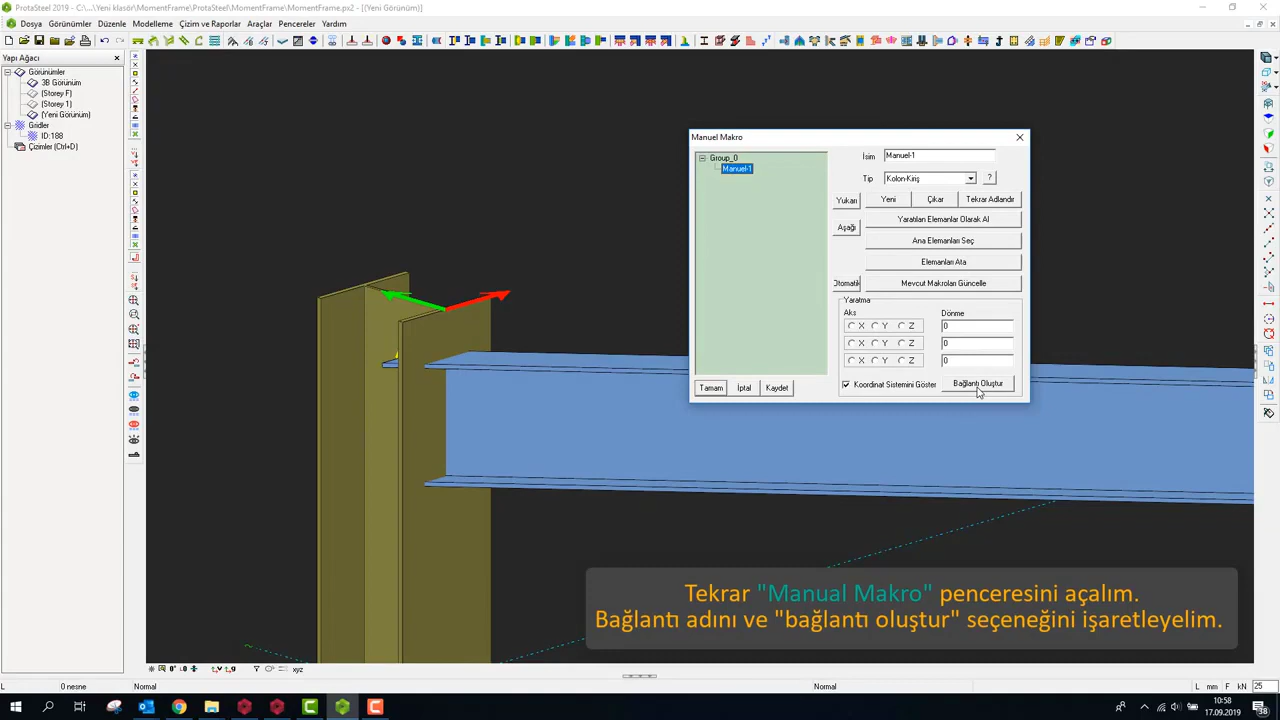 ProtaSteel 2019 - C:\...\Yeni klasör\MomentFrame\MomentFrame.px2 - [(Yeni Görünüm)]
Dosya Görünümler Düzenle Modelleme Çizim ve Raporlar Araçlar Pencereler Yardım
Yapı Ağacı
Görünümler
3B Görünüm
(Storey F)
(Storey 1)
(Yeni Görünüm)
Gridler
ID:188
Çizimler (Ctrl+D)
Manuel Makro
Group_0
Manuel-1
İsim Manuel-1
Tip Kolon-Kiriş ?
Yukarı Yeni Çıkar Tekrar Adlandır
Yaratılan Elemanlar Olarak Al
Aşağı
Ana Elemanları Seç
Elemanları Ata
Otomatik Mevcut Makroları Güncelle
Yaratma
Aks Dönme
X Y Z 0
X Y Z 0
X Y Z 0
Koordinat Sistemini Göster Bağlantı Oluştur
Tamam İptal Kaydet
Tekrar "Manual Makro" penceresini açalım.
Bağlantı adını ve "bağlantı oluştur" seçeneğini işaretleyelim.
xyz
L 0 nesne Normal Normal L mm F kN 25
10:58
17.09.2019
38